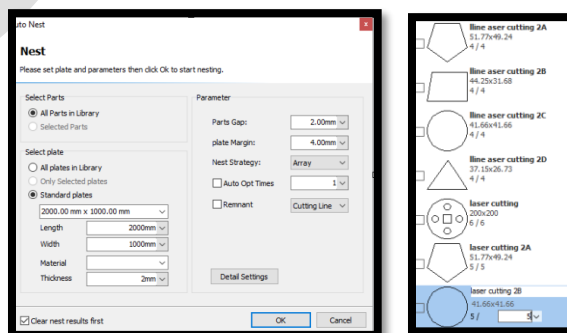 uto Nest
x
Nest
Please set plate and parameters then click Ok to start nesting.
Select Parts
All Parts in Library
Selected Parts
Select plate
All plates in Library
Only Selected plates
Standard plates
2000.00 mm x 1000.00 mm
Length 2000mm
Width 1000mm
Material
Thickness 2mm
Parameter
Parts Gap: 2.00mm
plate Margin: 4.00mm
Nest Strategy: Array
Auto Opt Times 1
Remnant Cutting Line
Detail Settings
Clear nest results first
OK Cancel
lline aser cutting 2A
51.77x49.24
4 / 4
lline aser cutting 2B
44.25x31.68
4 / 4
lline aser cutting 2C
41.66x41.66
4 / 4
lline aser cutting 2D
37.15x26.73
4 / 4
laser cutting
200x200
6 / 6
laser cutting 2A
51.77x49.24
5 / 5
laser cutting 2B
41.66x41.66
5 / 5